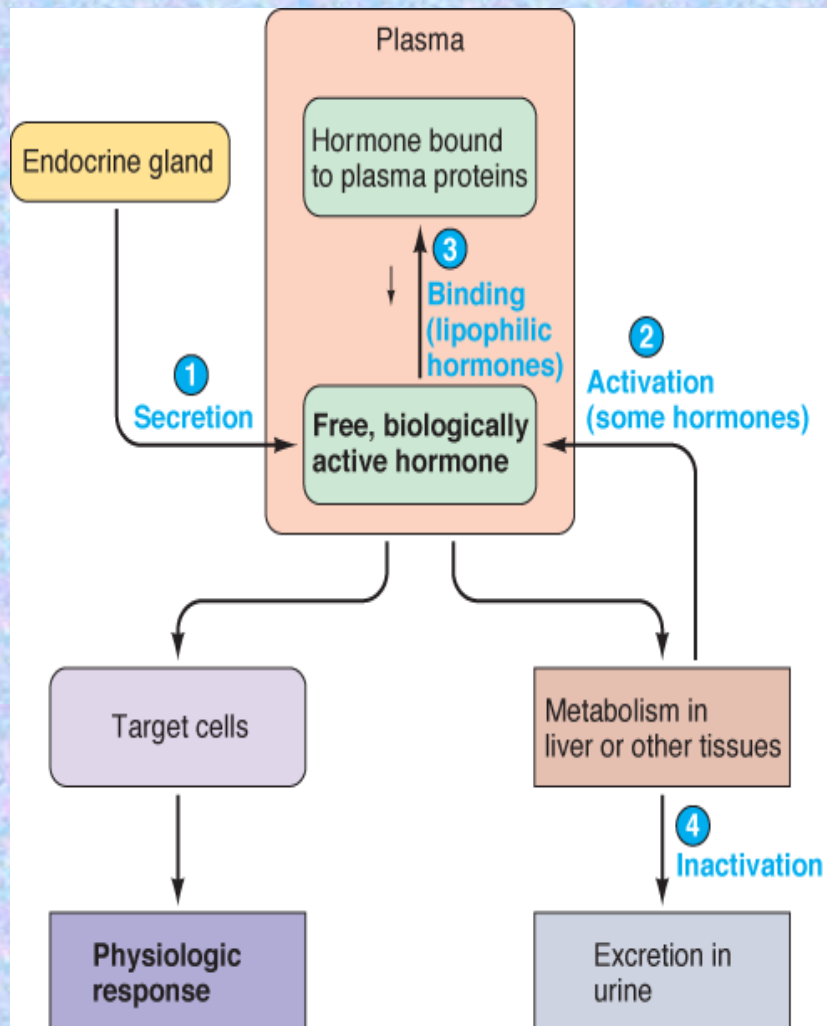 Plasma
Endocrine gland
Hormone bound
to plasma proteins
3
Binding
(lipophilic
hormones)
1
Secretion
2
Activation
(some hormones)
Free, biologically
active hormone
Target cells
Metabolism in
liver or other tissues
4
Inactivation
Physiologic
response
Excretion in
urine